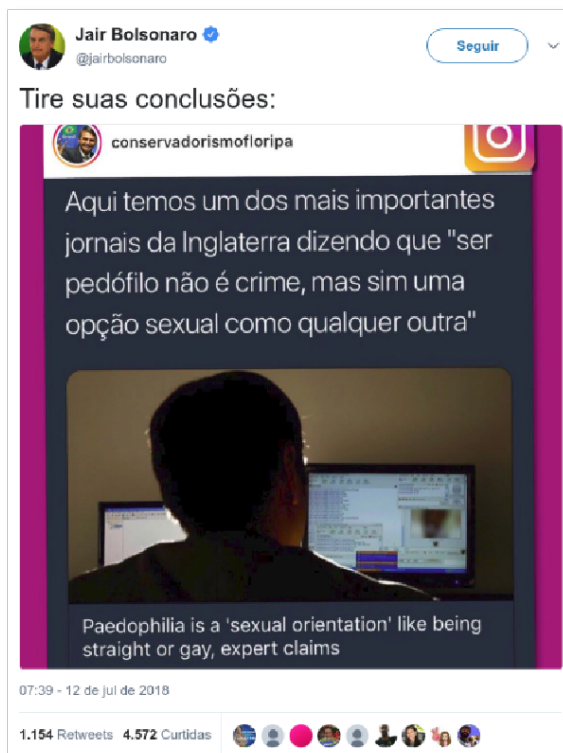 Jair Bolsonaro
@jairbolsonaro
Seguir
Tire suas conclusões:
conservadorismofloripa
Aqui temos um dos mais importantes
jornais da Inglaterra dizendo que "ser
pedófilo não é crime, mas sim uma
opção sexual como qualquer outra"
Paedophilia is a 'sexual orientation' like being
straight or gay, expert claims
07:39 - 12 de jul de 2018
1.154 Retweets 4.572 Curtidas